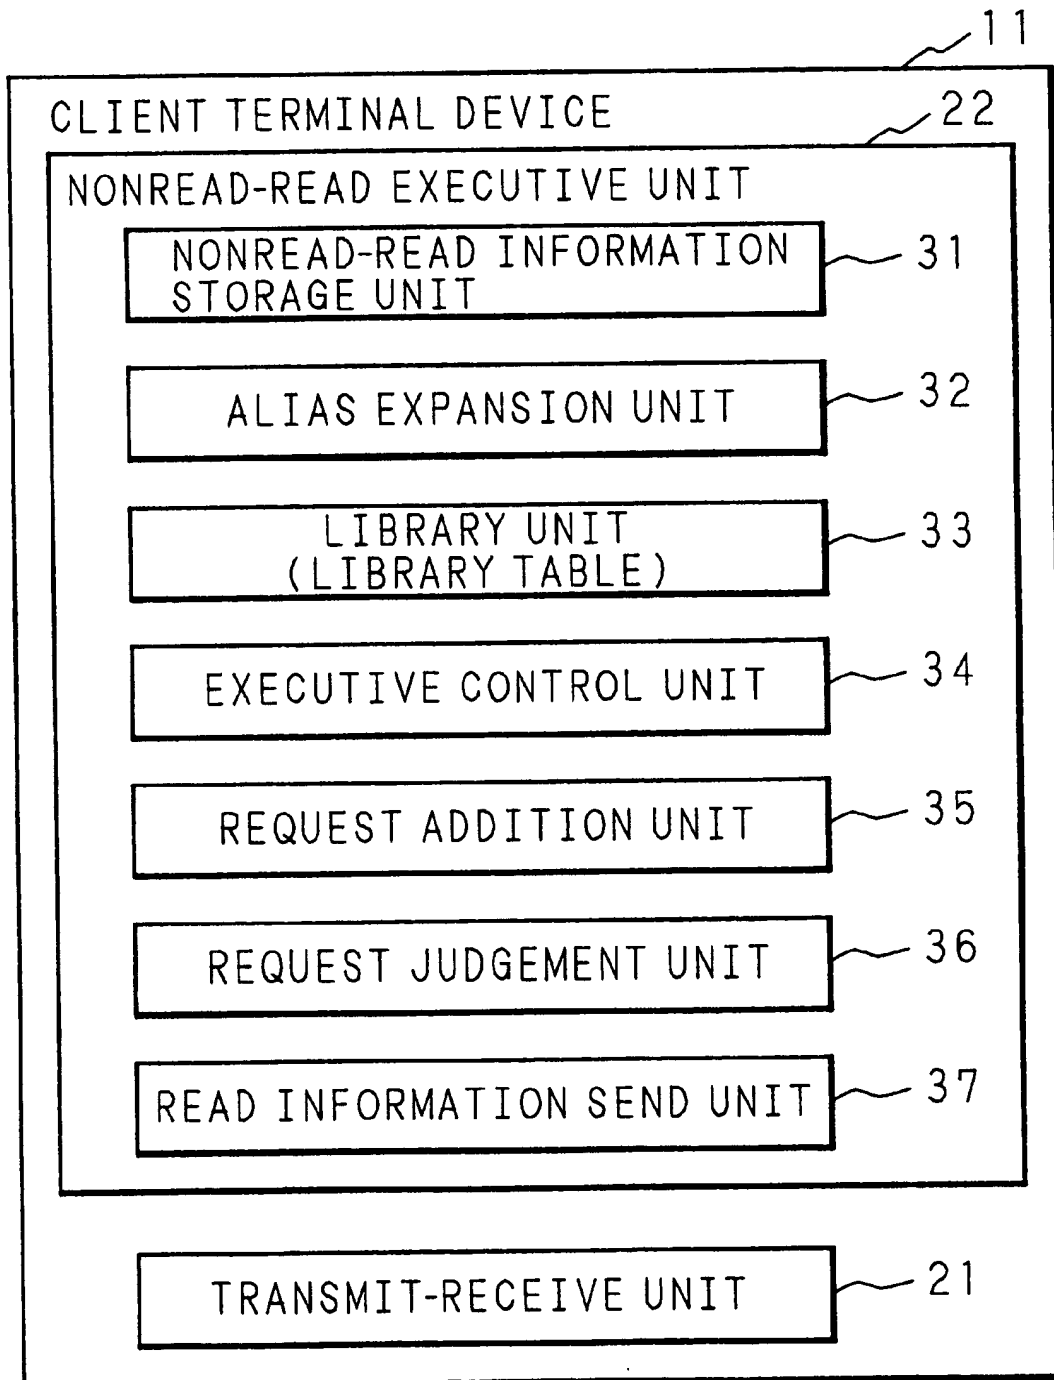 11
CLIENT TERMINAL DEVICE
22
NONREAD-READ EXECUTIVE UNIT
NONREAD-READ INFORMATION
STORAGE UNIT
31
ALIAS EXPANSION UNIT
32
LIBRARY UNIT
(LIBRARY TABLE)
33
EXECUTIVE CONTROL UNIT
34
REQUEST ADDITION UNIT
35
REQUEST JUDGEMENT UNIT
36
READ INFORMATION SEND UNIT
37
TRANSMIT-RECEIVE UNIT
21